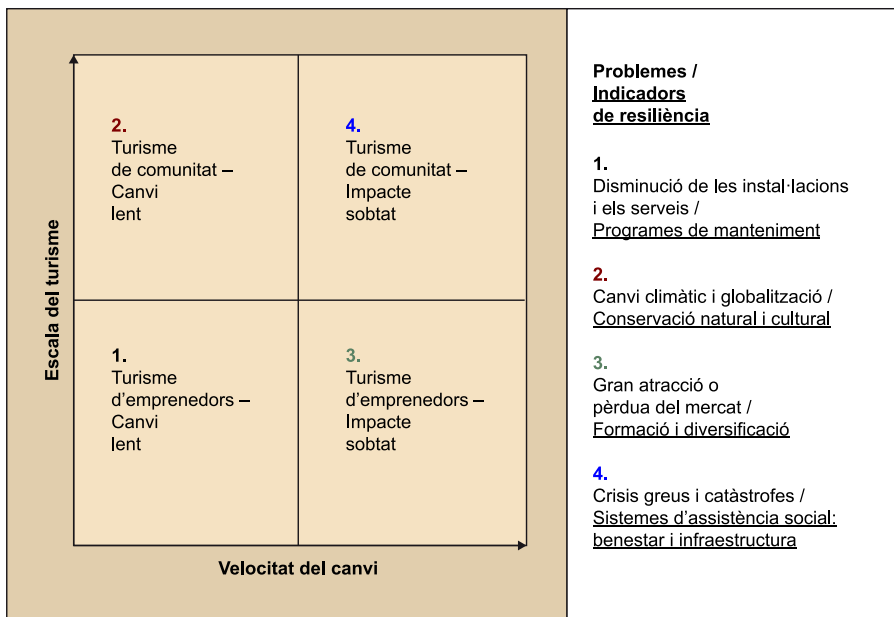 Escala del turisme
2.
Turisme
de comunitat –
Canvi
lent
4.
Turisme
de comunitat –
Impacte
sobtat
1.
Turisme
d’emprenedors –
Canvi
lent
3.
Turisme
d’emprenedors –
Impacte
sobtat
Velocitat del canvi
Problemes /
Indicadors
de resiliència
1.
Disminució de les instal·lacions
i els serveis /
Programes de manteniment
2.
Canvi climàtic i globalització /
Conservació natural i cultural
3.
Gran atracció o
pèrdua del mercat /
Formació i diversificació
4.
Crisis greus i catàstrofes /
Sistemes d’assistència social:
benestar i infraestructura